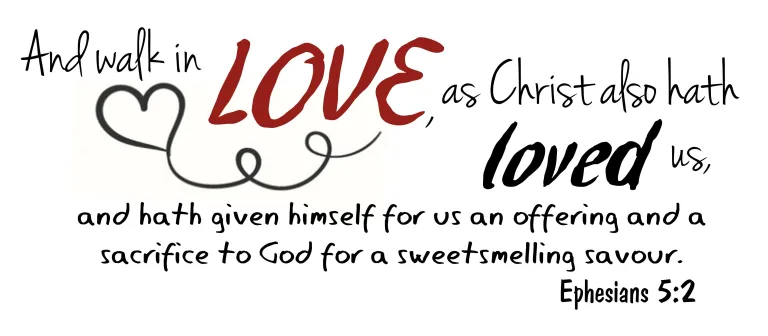 And walk in LOVE, as Christ also hath
loved us,
and hath given himself for us an offering and a
sacrifice to God for a sweetsmelling savour.
Ephesians 5:2